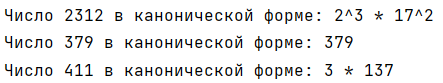 Число 2312 в канонической форме: 2^3 * 17^2
Число 379 в канонической форме: 379
Число 411 в канонической форме: 3 * 137